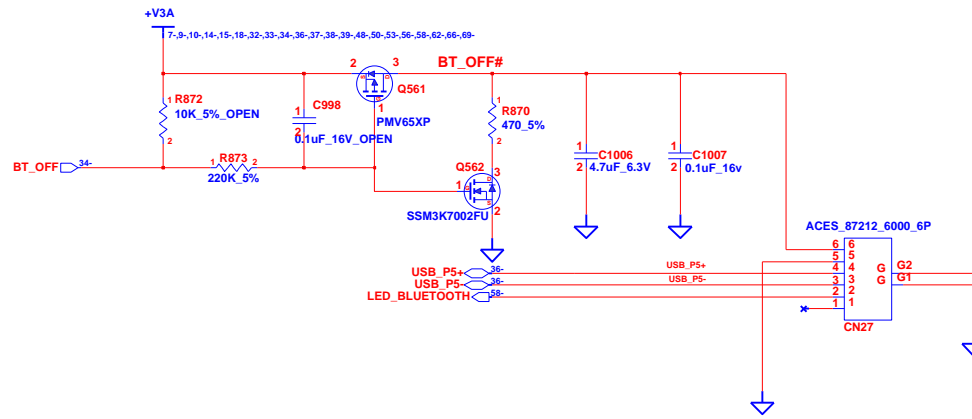 +V3A
7-,9-,10-,14-,15-,18-,32-,33-,34-,36-,37-,38-,39-,48-,50-,53-,56-,58-,62-,66-,69-
2
3
BT_OFF#
Q561
1
PMV65XP
1
R872
10K_5%_OPEN
2
1
C998
2
0.1uF_16V_OPEN
1
R870
470_5%
2
BT_OFF
34-
1
R873
2
220K_5%
Q562
3
1
2
SSM3K7002FU
1
C1006
2
4.7uF_6.3V
1
C1007
2
0.1uF_16v
ACES_87212_6000_6P
6 6
5 5
4 4
3 3
2 2
1 1
G G2
G G1
CN27
USB_P5+
36-
USB_P5+
USB_P5-
36-
USB_P5-
LED_BLUETOOTH
58-